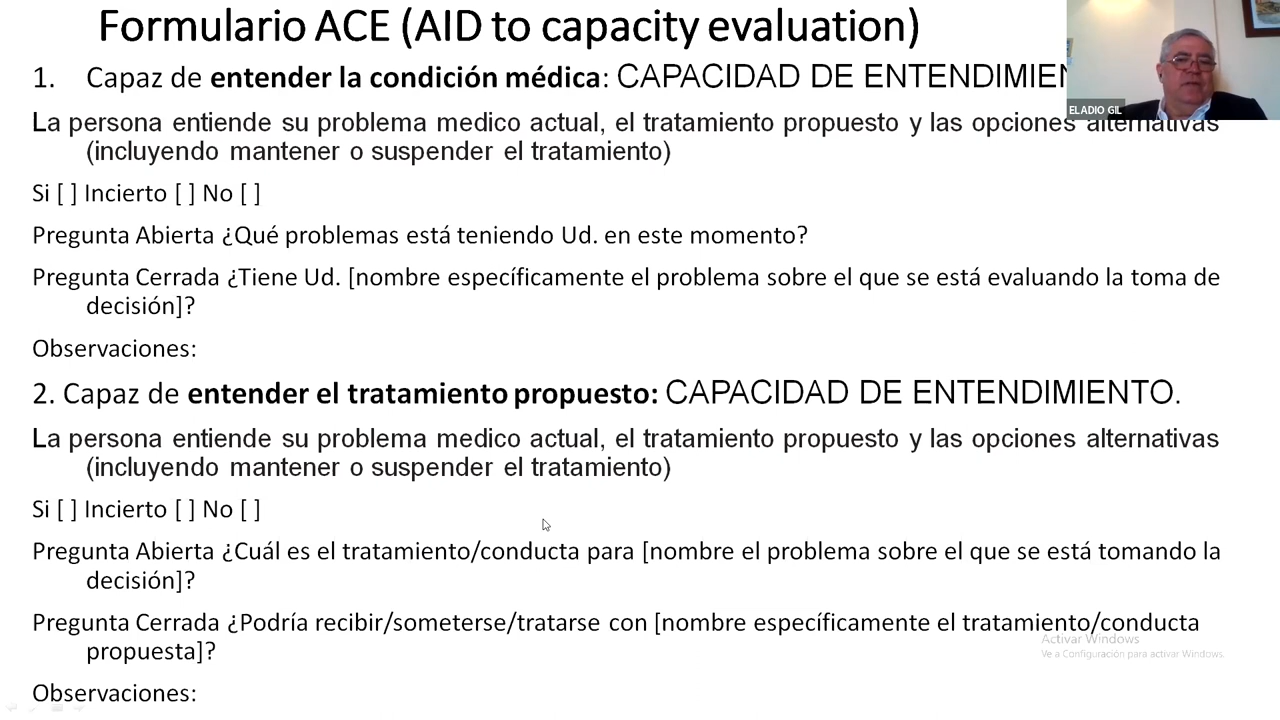 Formulario ACE (AID to capacity evaluation)
1. Capaz de entender la condición médica: CAPACIDAD DE
ELADIO GIL
La persona entiende su problema medico actual, el tratamiento propuesto y las opciones alternativas
(incluyendo mantener o suspender el tratamiento)
Si [ ] Incierto [ ] No [ ]
Pregunta Abierta ¿Qué problemas está teniendo Ud. en este momento?
Pregunta Cerrada ¿Tiene Ud. [nombre específicamente el problema sobre el que se está evaluando la toma de
decisión]?
Observaciones:
2. Capaz de entender el tratamiento propuesto: CAPACIDAD DE ENTENDIMIENTO.
La persona entiende su problema medico actual, el tratamiento propuesto y las opciones alternativas
(incluyendo mantener o suspender el tratamiento)
Si [ ] Incierto [ ] No [ ]
Pregunta Abierta ¿Cuál es el tratamiento/conducta para [nombre el problema sobre el que se está tomando la
decisión]?
Pregunta Cerrada ¿Podría recibir/someterse/tratarse con [nombre específicamente el tratamiento/conducta
propuesta]?
Activar Windows
Ve a Configuración para activar Windows.
Observaciones: